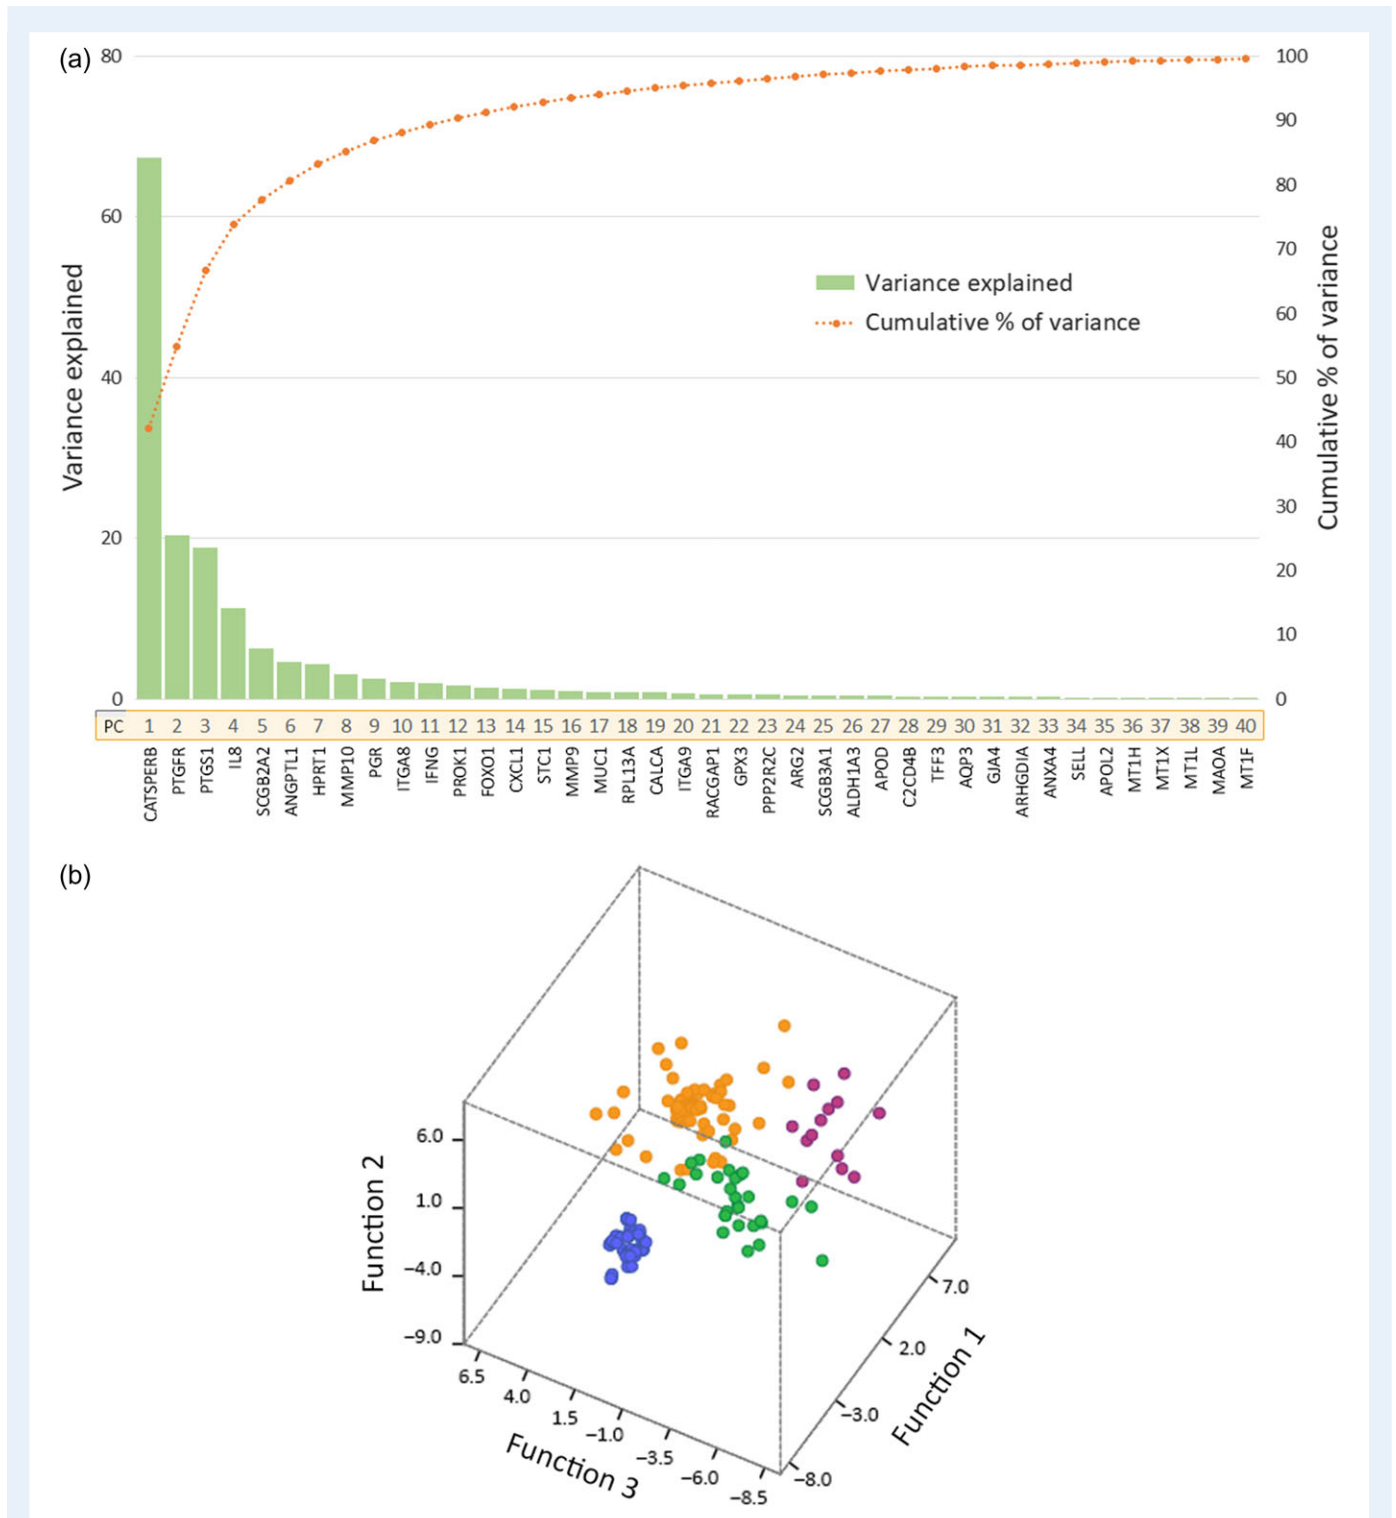 (a)
80
60
40
20
0
Variance explained
100
90
80
70
60
50
40
30
20
10
0
Cumulative % of variance
Variance explained
Cumulative % of variance
PC 1 2 3 4 5 6 7 8 9 10 11 12 13 14 15 16 17 18 19 20 21 22 23 24 25 26 27 28 29 30 31 32 33 34 35 36 37 38 39 40
CATSPERB
PTGFR
PTGS1
IL8
SCGB2A2
ANGPTL1
HPRT1
MMP10
PGR
ITGA8
IFNG
PROK1
FOXO1
CXCL1
STC1
MMP9
MUC1
RPL13A
CALCA
ITGA9
RACGAP1
GPX3
PPP2R2C
ARG2
SCGB3A1
ALDH1A3
APOD
C2CD4B
TFF3
AQP3
GJA4
ARHGDIA
ANXA4
SELL
APOL2
MT1H
MT1X
MT1L
MAOA
MT1F
(b)
6.0
1.0
−4.0
−9.0
Function 2
6.5
4.0
1.5
−1.0
−3.5
−6.0
−8.5
Function 3
7.0
2.0
−3.0
−8.0
Function 1